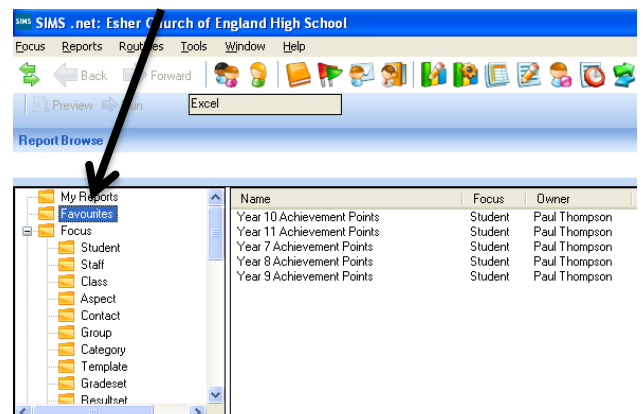 SIMS SIMS .net: Esher Church of England High School
Focus Reports Routines Tools Window Help
Back Forward
Preview Run Excel
Report Browse
My Reports
Favourites
Focus
Student
Staff
Class
Aspect
Contact
Group
Category
Template
Gradeset
Resultset
Name Focus Owner
Year 10 Achievement Points Student Paul Thompson
Year 11 Achievement Points Student Paul Thompson
Year 7 Achievement Points Student Paul Thompson
Year 8 Achievement Points Student Paul Thompson
Year 9 Achievement Points Student Paul Thompson